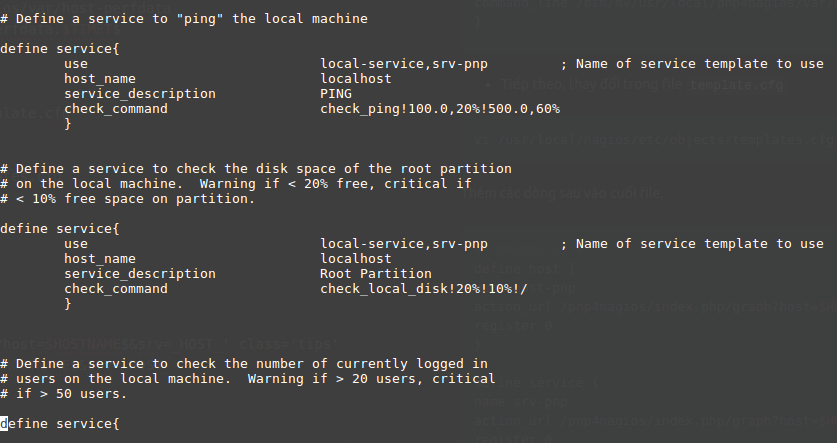 # Define a service to "ping" the local machine
define service{
use local-service,srv-pnp ; Name of service template to use
host_name localhost
service_description PING
check_command check_ping!100.0,20%!500.0,60%
}
# Define a service to check the disk space of the root partition
# on the local machine.  Warning if < 20% free, critical if
# < 10% free space on partition.
define service{
use local-service,srv-pnp ; Name of service template to use
host_name localhost
service_description Root Partition
check_command check_local_disk!20%!10%!/
}
# Define a service to check the number of currently logged in
# users on the local machine.  Warning if > 20 users, critical
# if > 50 users.
define service{